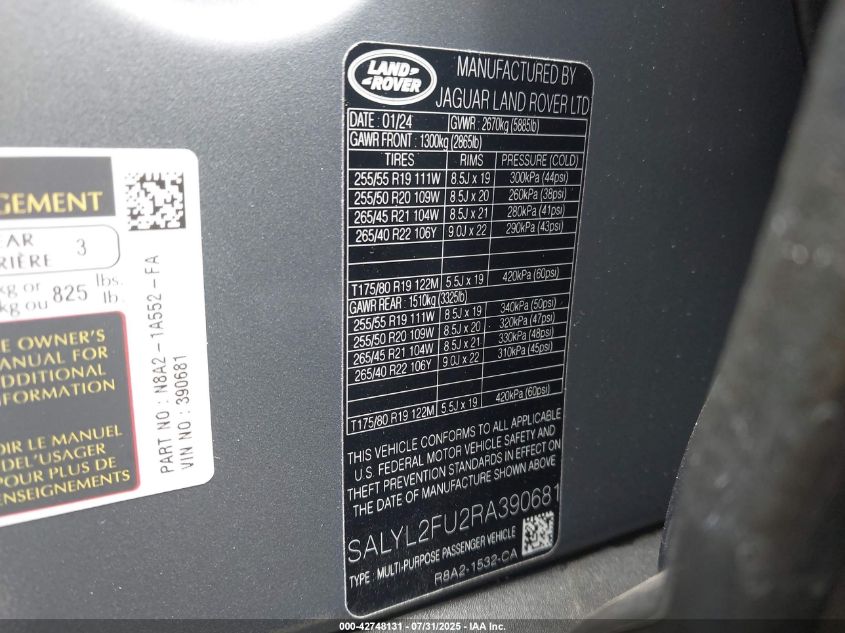 GEMENT
AR
RIÈRE 3
kg or 825 lbs.
kg ou lb.
E OWNER'S
ANUAL FOR
DDITIONAL
FORMATION
OIR LE MANUEL
DE L'USAGER
POUR PLUS DE
ENSEIGNEMENTS
PART NO : N8A2 - 1A552 - FA
VIN NO : 390681
LAND
ROVER
MANUFACTURED BY
JAGUAR LAND ROVER LTD
DATE : 01/24 GVWR : 2670kg (5885lb)
GAWR FRONT : 1300kg (2865lb)
TIRES RIMS PRESSURE (COLD)
255/55 R19 111W 8.5J x 19 300kPa (44psi)
255/50 R20 109W 8.5J x 20 260kPa (38psi)
265/45 R21 104W 8.5J x 21 280kPa (41psi)
265/40 R22 106Y 9.0J x 22 290kPa (43psi)
T175/80 R19 122M 5.5J x 19 420kPa (60psi)
GAWR REAR : 1510kg (3325lb)
255/55 R19 111W 8.5J x 19 340kPa (50psi)
255/50 R20 109W 8.5J x 20 320kPa (47psi)
265/45 R21 104W 8.5J x 21 330kPa (48psi)
265/40 R22 106Y 9.0J x 22 310kPa (45psi)
T175/80 R19 122M 5.5J x 19 420kPa (60psi)
THIS VEHICLE CONFORMS TO ALL APPLICABLE
U.S. FEDERAL MOTOR VEHICLE SAFETY AND
THEFT PREVENTION STANDARDS IN EFFECT ON
THE DATE OF MANUFACTURE SHOWN ABOVE
SALYL2FU2RA390681
TYPE : MULTI-PURPOSE PASSENGER VEHICLE
R8A2-1532-CA
000-42748131 - 07/31/2025 - IAA Inc.